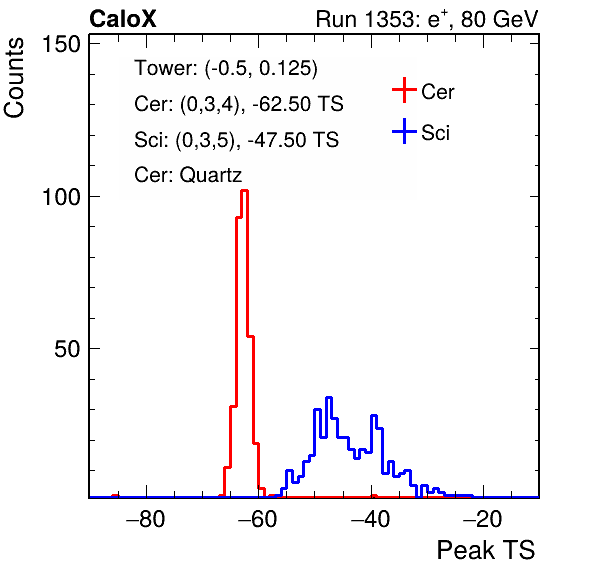 CaloX Run 1353: e⁺, 80 GeV
Counts
150
Tower: (-0.5, 0.125)
Cer
Cer: (0,3,4), -62.50 TS
Sci
Sci: (0,3,5), -47.50 TS
Cer: Quartz
100
50
−80 −60 −40 −20
Peak TS